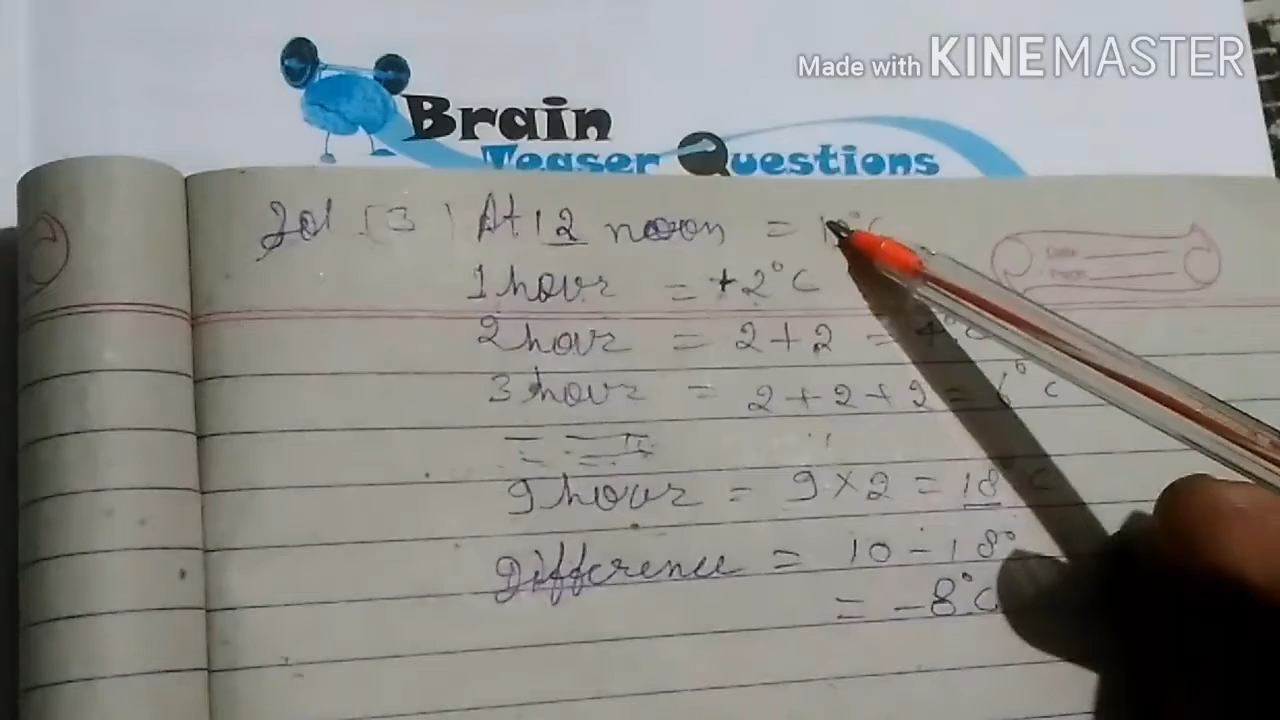 Made with KINEMASTER
Brain
Teaser Questions
Sol (3) At 12 noon = 10°C
1 hour = +2°C
2 hour = 2+2 = 4°C
3 hour = 2+2+2 = 6°C
9 hour = 9×2 = 18°C
Difference = 10-18°
= -8°C